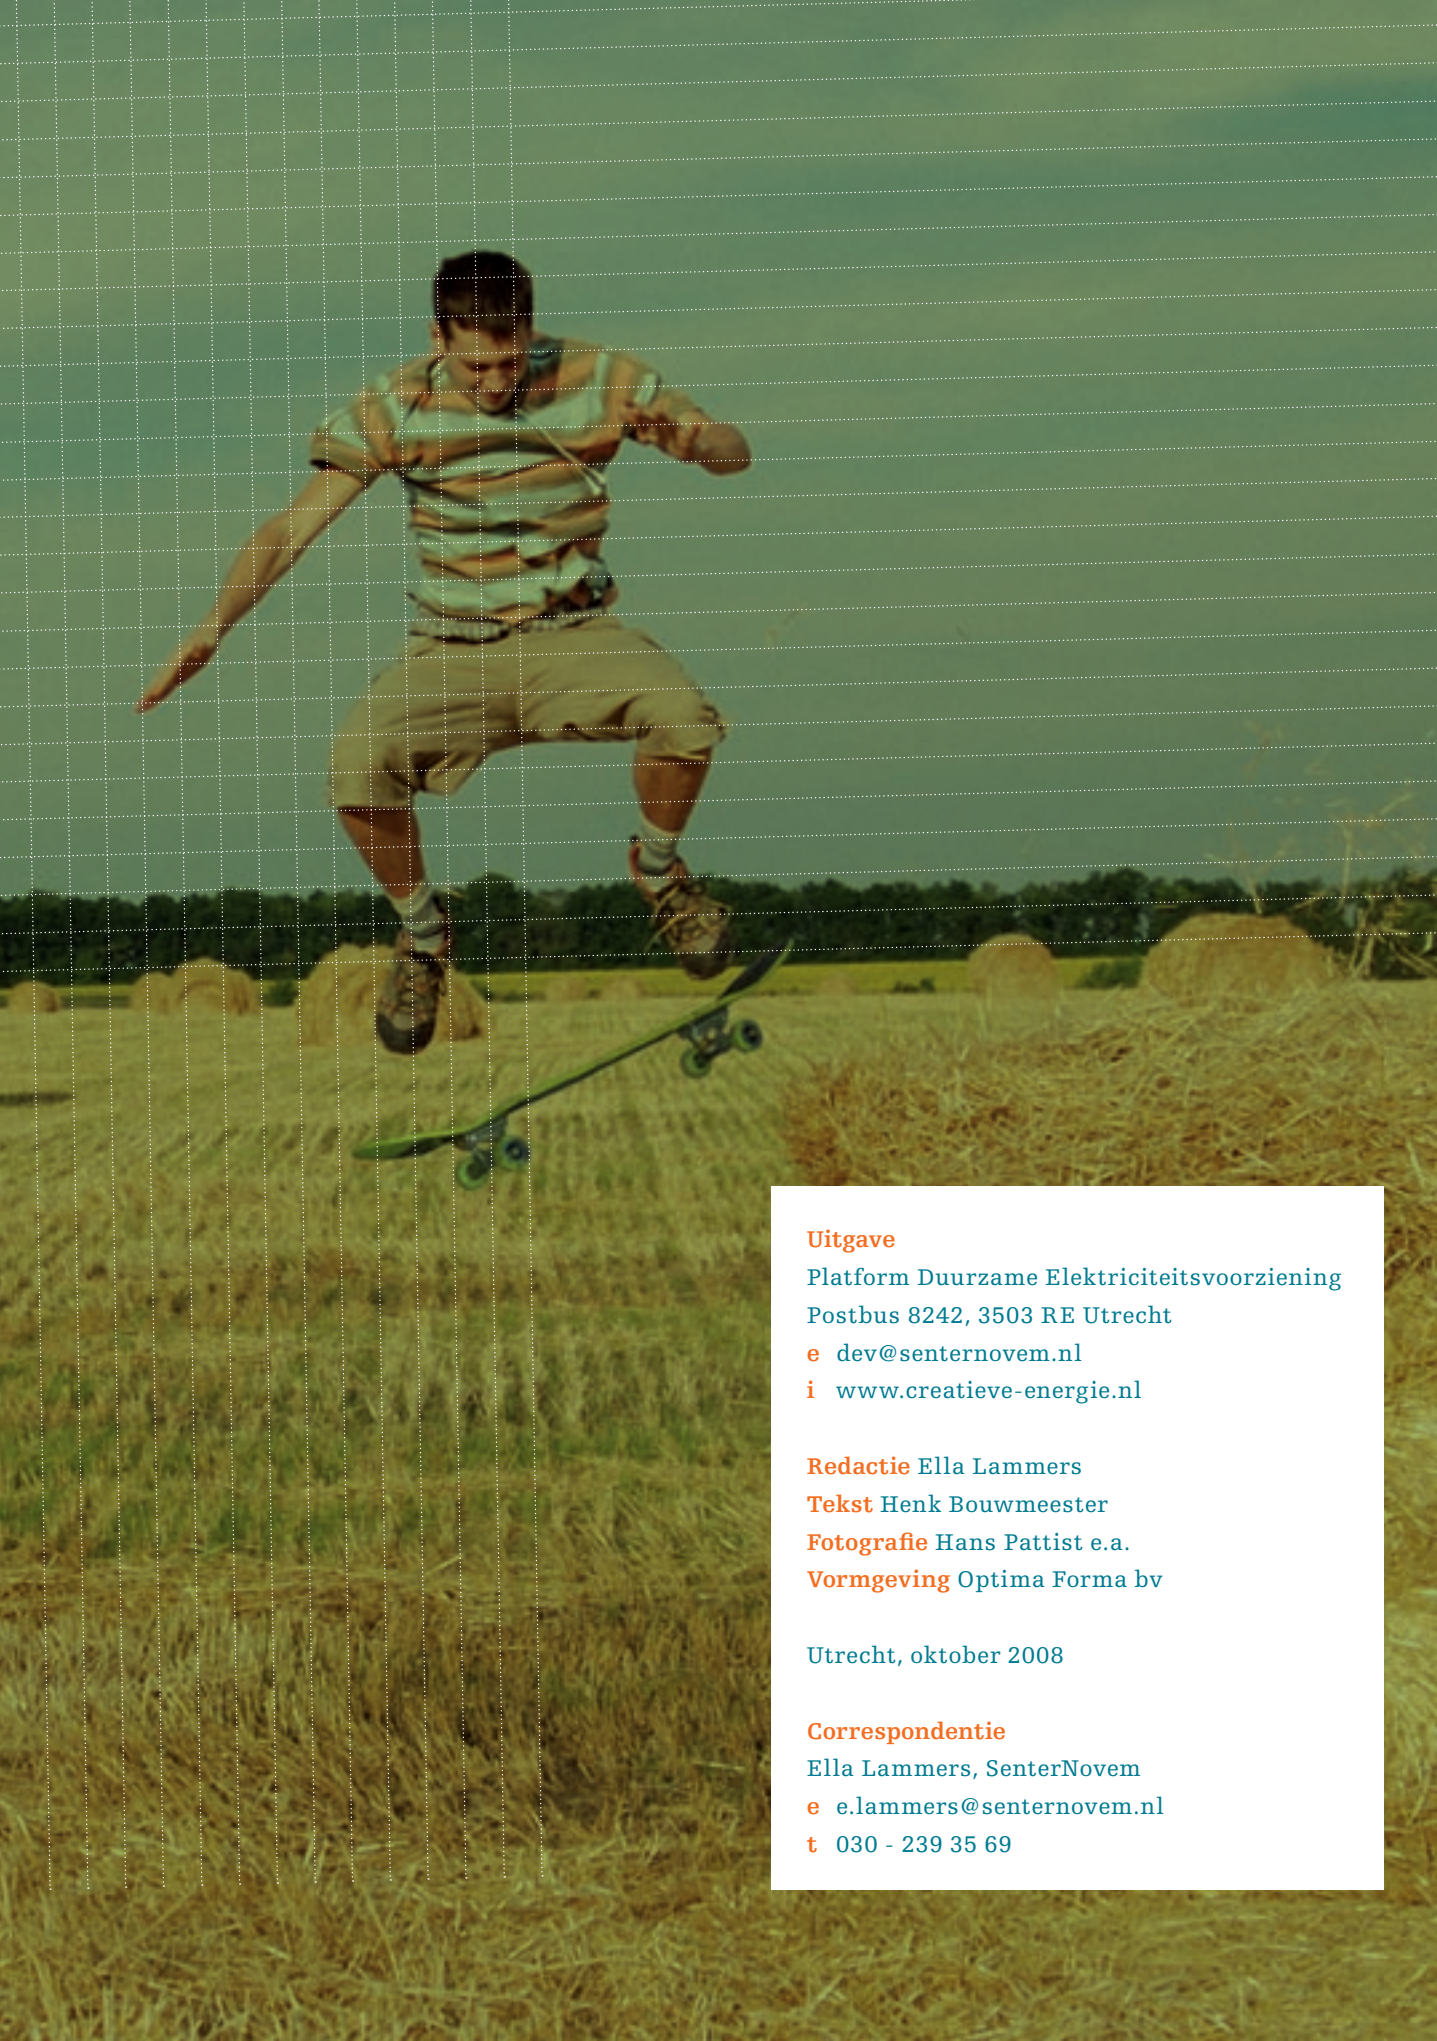 Uitgave
Platform Duurzame Elektriciteitsvoorziening
Postbus 8242, 3503 RE Utrecht
e dev@senternovem.nl
i www.creatieve-energie.nl
Redactie Ella Lammers
Tekst Henk Bouwmeester
Fotografie Hans Pattist e.a.
Vormgeving Optima Forma bv
Utrecht, oktober 2008
Correspondentie
Ella Lammers, SenterNovem
e e.lammers@senternovem.nl
t 030 - 239 35 69